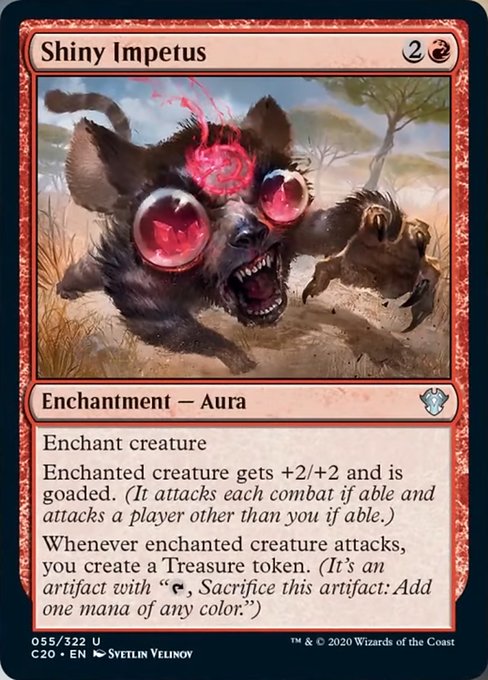 Shiny Impetus 2
Enchantment — Aura
Enchant creature
Enchanted creature gets +2/+2 and is
goaded. (It attacks each combat if able and
attacks a player other than you if able.)
Whenever enchanted creature attacks,
you create a Treasure token. (It's an
artifact with “, Sacrifice this artifact: Add
one mana of any color.”)
055/322 U
C20 • EN Svetlin Velinov
™ & © 2020 Wizards of the Coast